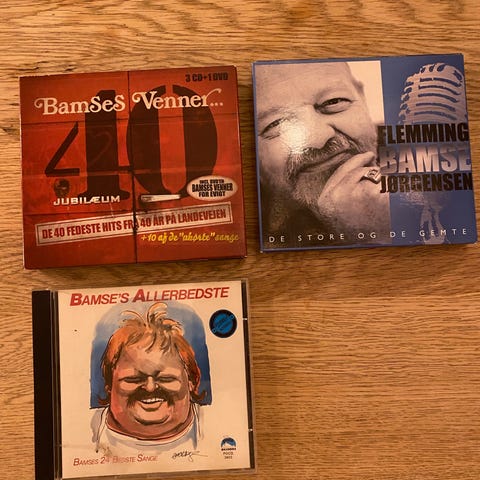 3 CD+1 DVD
BAMSES VENNER...
40
JUBILÆUM
INCL. DVD'EN
BAMSES VENNER
FOR EVIGT
DE 40 FEDESTE HITS FRA 40 ÅR PÅ LANDEVEJEN
+10 af de "ukørte" sange
FLEMMING
BAMSE
JØRGENSEN
DE STORE OG DE GEMTE
BAMSE'S ALLERBEDSTE
BAMSES 24 BEDSTE SANGE